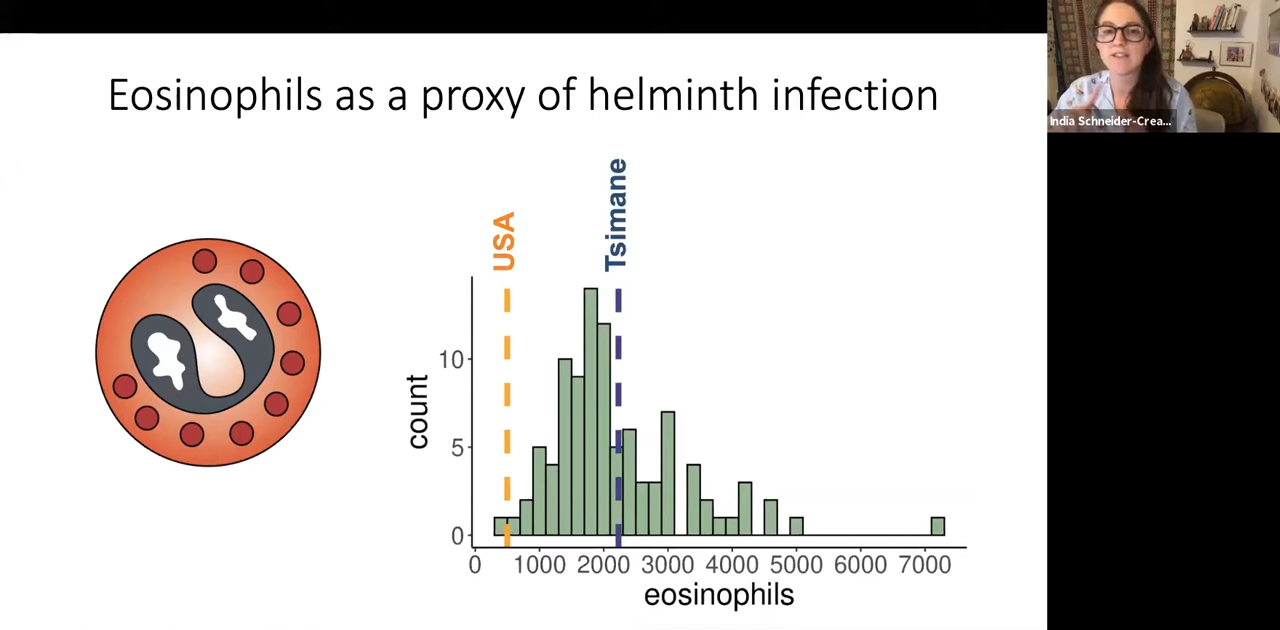 Eosinophils as a proxy of helminth infection
India Schneider-Crea...
USA
Tsimane
10
5
0
count
0 1000 2000 3000 4000 5000 6000 7000
eosinophils